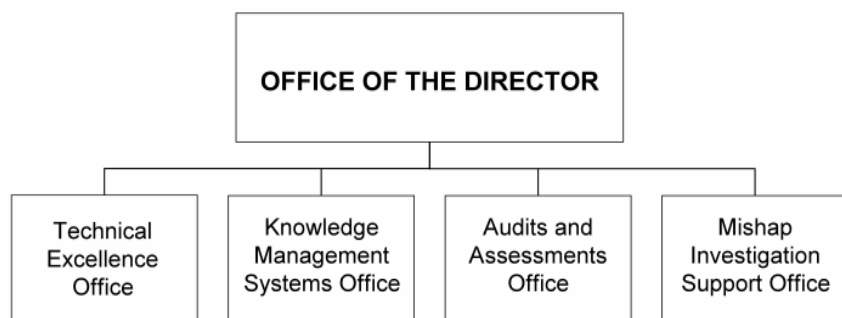 OFFICE OF THE DIRECTOR
Technical
Excellence
Office
Knowledge
Management
Systems Office
Audits and
Assessments
Office
Mishap
Investigation
Support Office